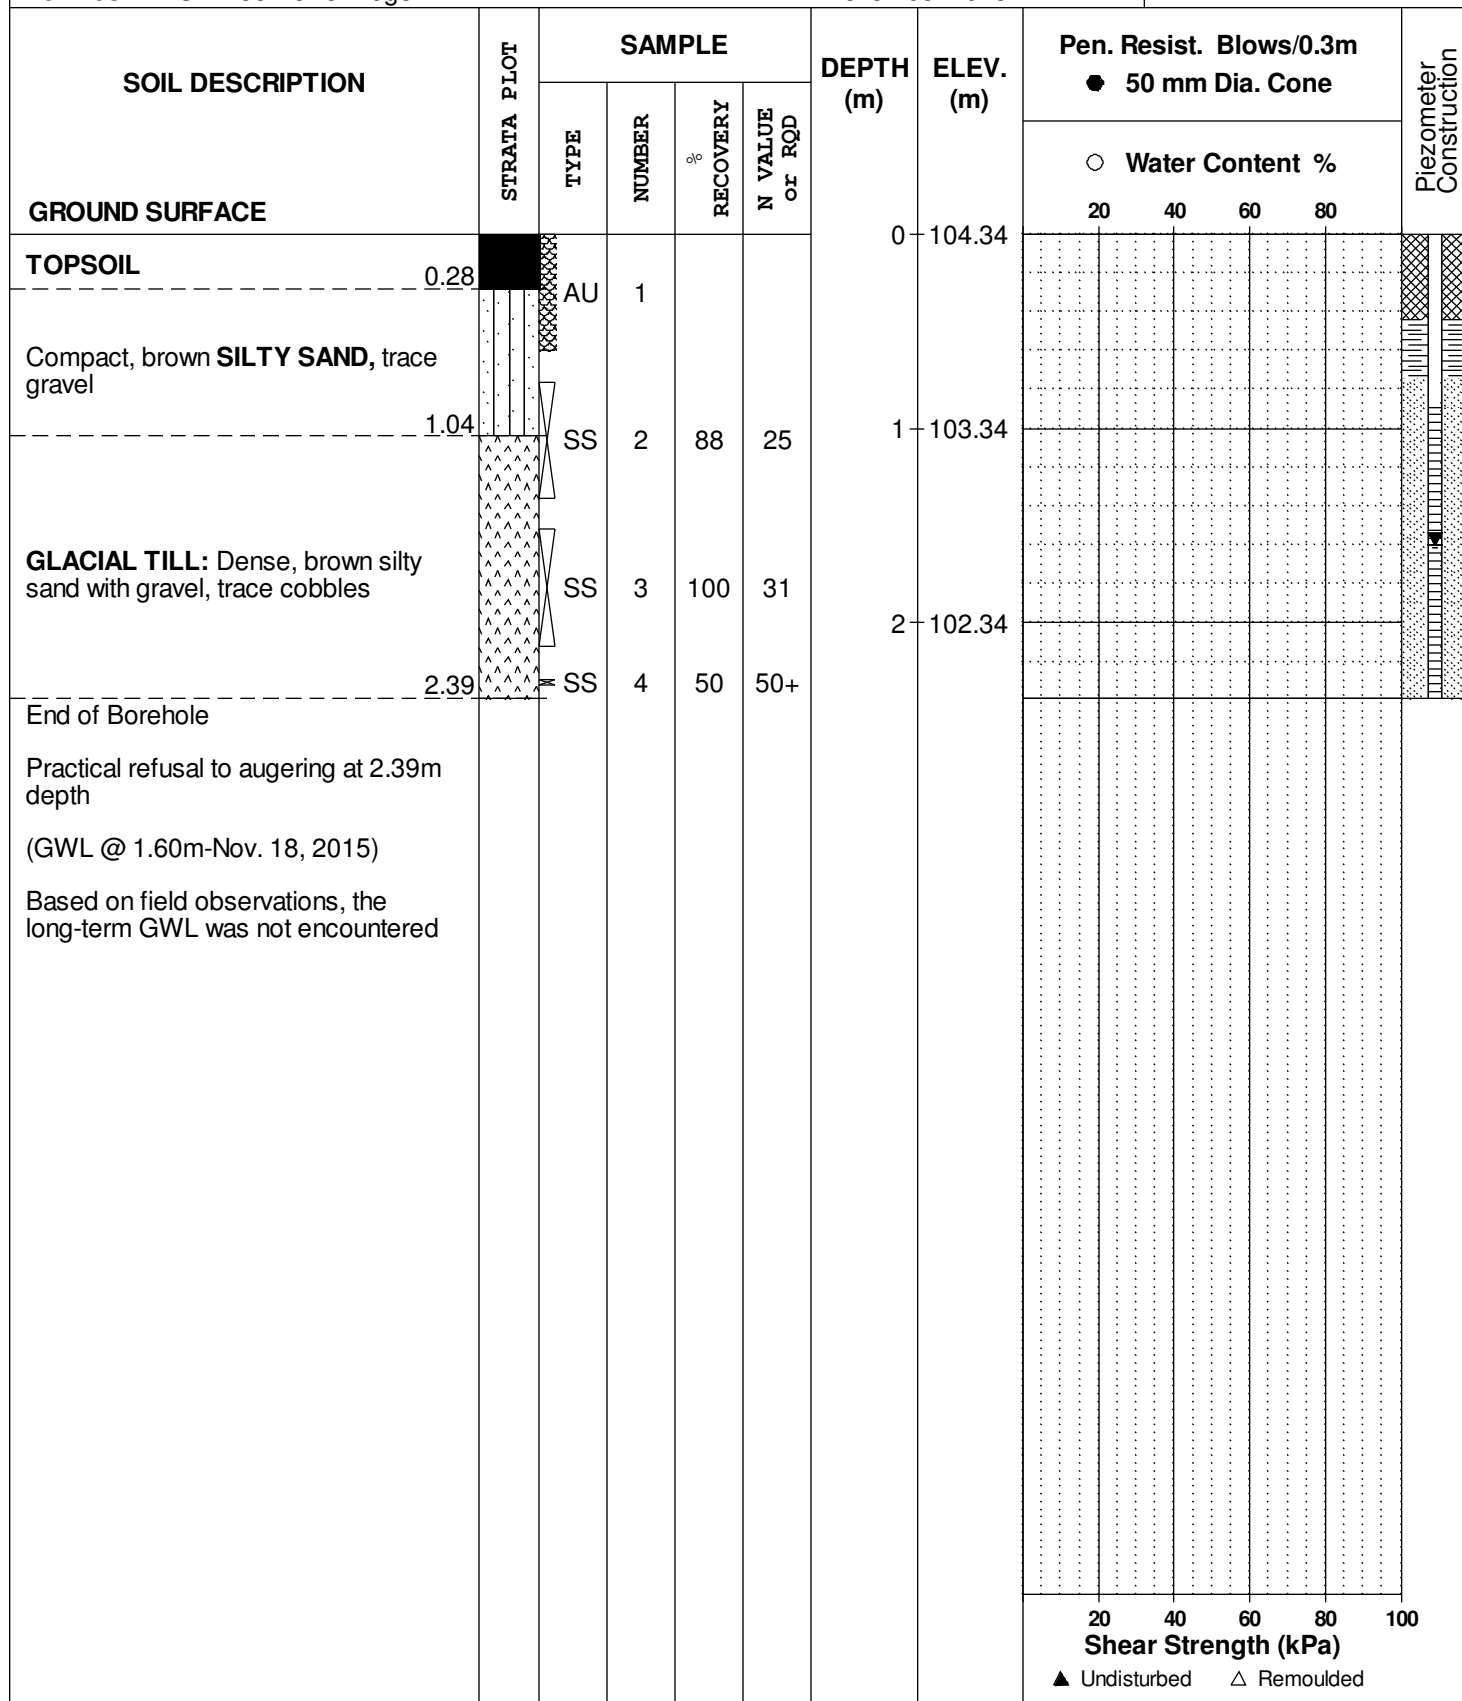 SOIL DESCRIPTION
GROUND SURFACE
STRATA PLOT
SAMPLE
TYPE
NUMBER
%
RECOVERY
N VALUE
or RQD
DEPTH
(m)
ELEV.
(m)
Pen. Resist. Blows/0.3m
● 50 mm Dia. Cone
○ Water Content %
20 40 60 80
Piezometer
Construction
0 104.34
TOPSOIL
0.28
AU 1
Compact, brown SILTY SAND, trace
gravel
1.04
SS 2 88 25
1 103.34
GLACIAL TILL: Dense, brown silty
sand with gravel, trace cobbles
SS 3 100 31
2 102.34
2.39
SS 4 50 50+
End of Borehole
Practical refusal to augering at 2.39m
depth
(GWL @ 1.60m-Nov. 18, 2015)
Based on field observations, the
long-term GWL was not encountered
20 40 60 80 100
Shear Strength (kPa)
▲ Undisturbed △ Remoulded